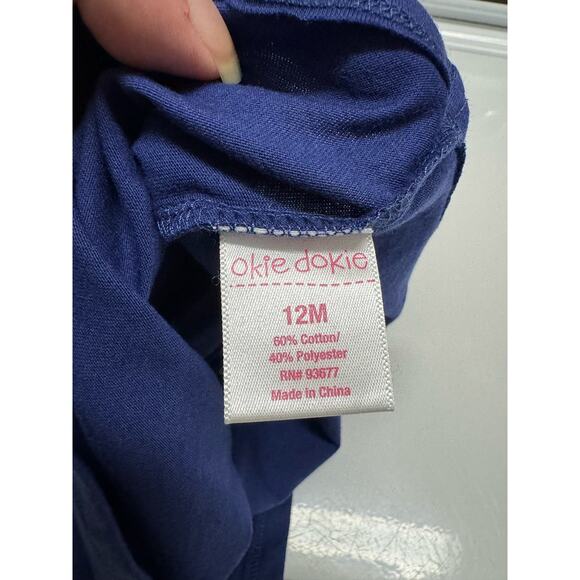 okie dokie
12M
60% Cotton/
40% Polyester
RN# 93677
Made in China